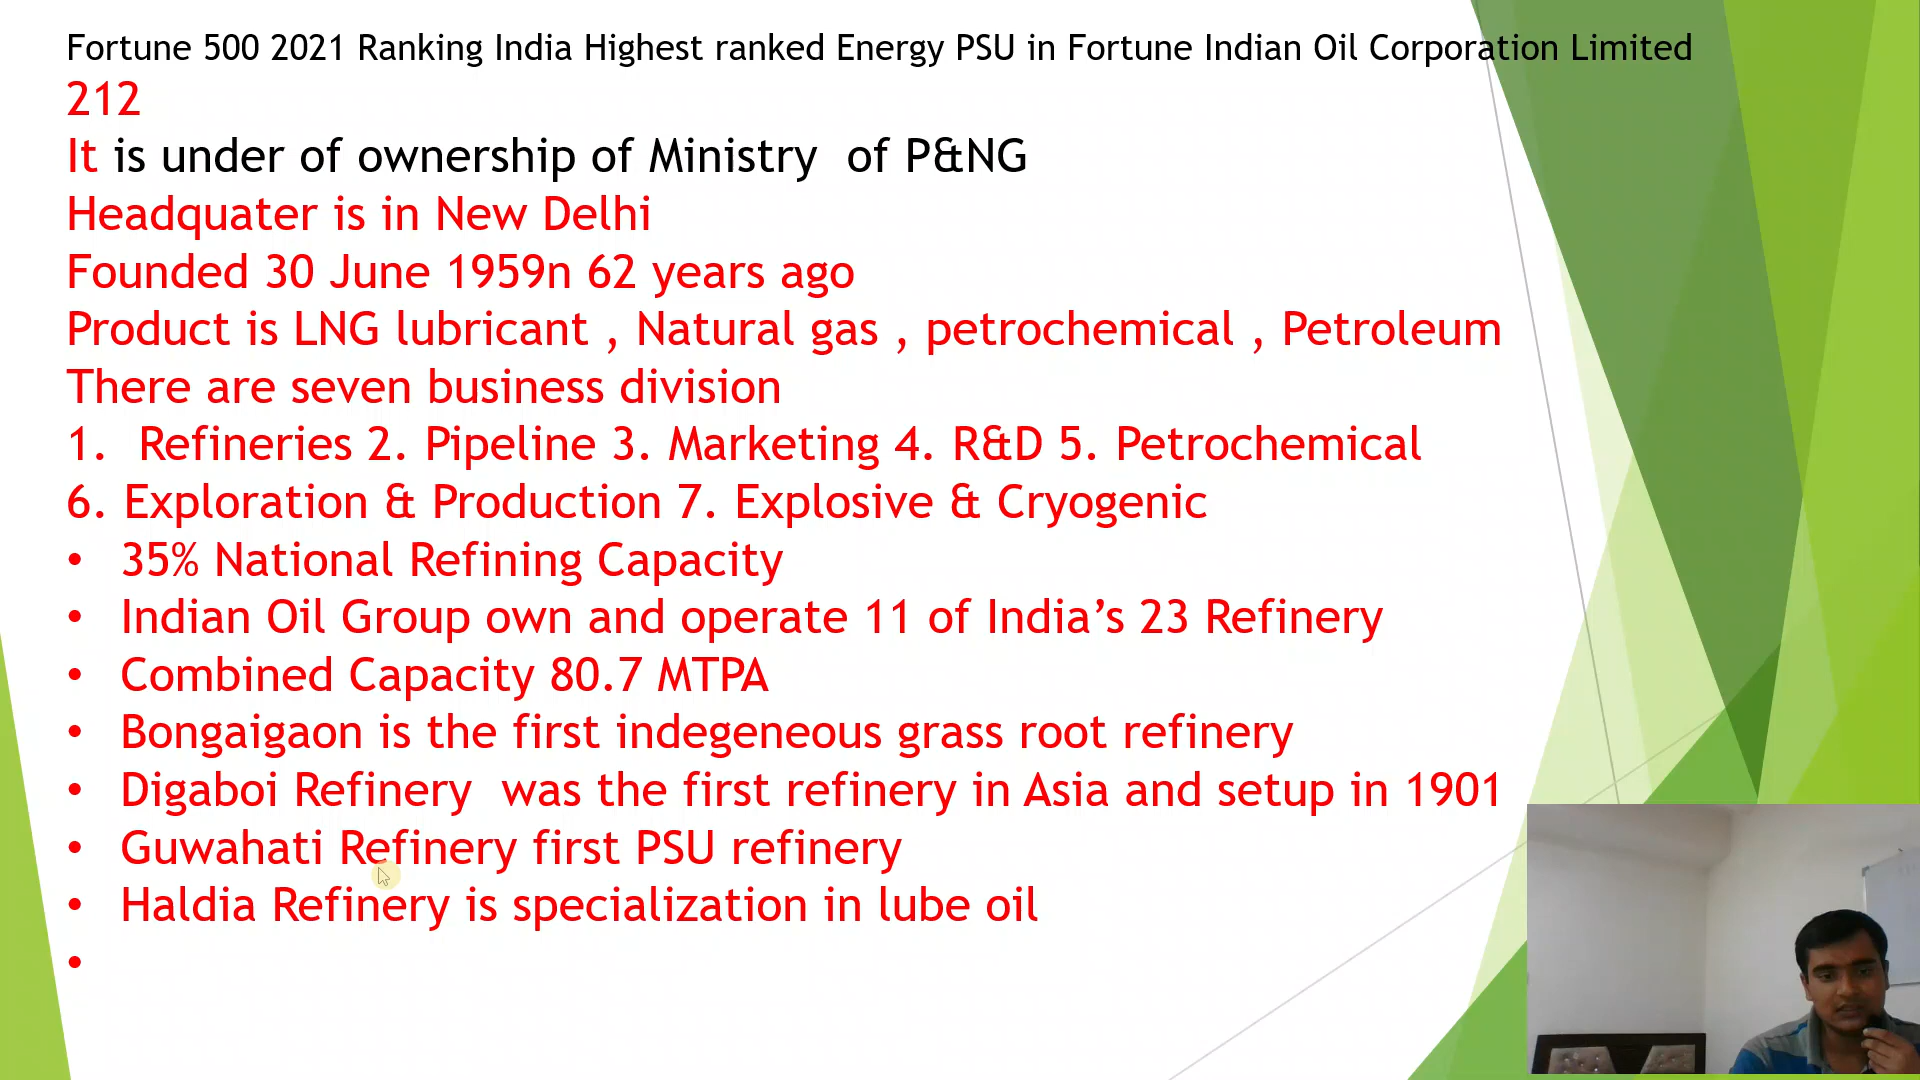 Fortune 500 2021 Ranking India Highest ranked Energy PSU in Fortune Indian Oil Corporation Limited
212
It is under of ownership of Ministry of P&NG
Headquater is in New Delhi
Founded 30 June 1959n 62 years ago
Product is LNG lubricant , Natural gas , petrochemical , Petroleum
There are seven business division
1. Refineries 2. Pipeline 3. Marketing 4. R&D 5. Petrochemical
6. Exploration & Production 7. Explosive & Cryogenic
• 35% National Refining Capacity
• Indian Oil Group own and operate 11 of India’s 23 Refinery
• Combined Capacity 80.7 MTPA
• Bongaigaon is the first indegeneous grass root refinery
• Digaboi Refinery was the first refinery in Asia and setup in 1901
• Guwahati Refinery first PSU refinery
• Haldia Refinery is specialization in lube oil
•